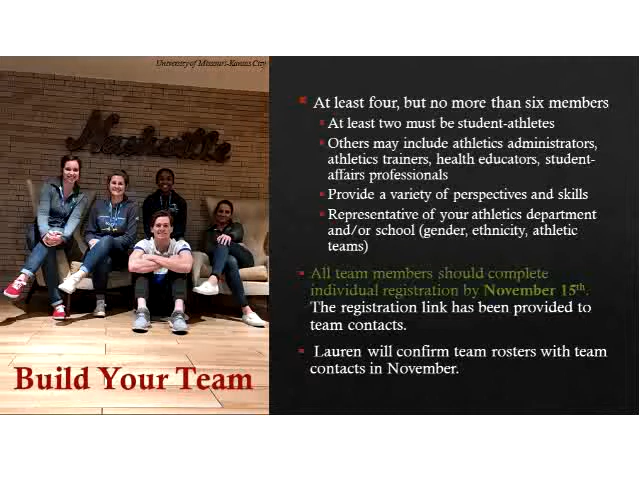 University of Missouri-Kansas City
Nashville
Build Your Team
At least four, but no more than six members
At least two must be student-athletes
Others may include athletics administrators,
athletics trainers, health educators, student-
affairs professionals
Provide a variety of perspectives and skills
Representative of your athletics department
and/or school (gender, ethnicity, athletic
teams)
All team members should complete
individual registration by November 15th.
The registration link has been provided to
team contacts.
Lauren will confirm team rosters with team
contacts in November.